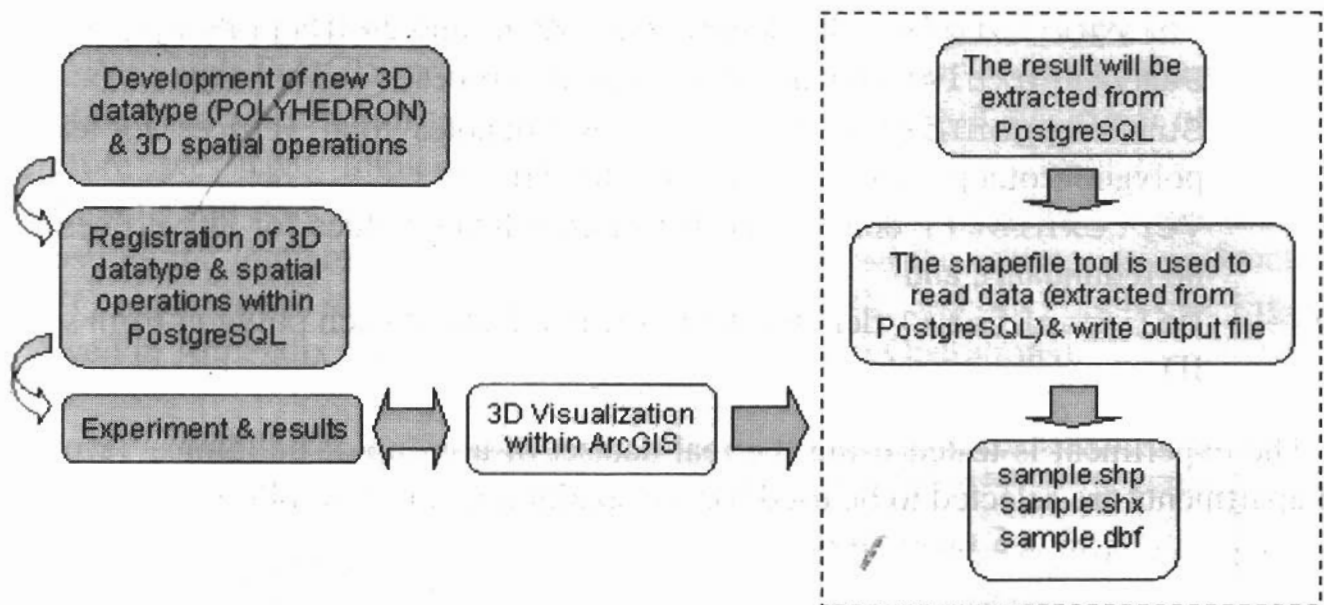 Development of new 3D
datatype (POLYHEDRON)
& 3D spatial operations
Registration of 3D
datatype & spatial
operations within
PostgreSQL
Experiment & results
3D Visualization
within ArcGIS
The result will be
extracted from
PostgreSQL
The shapefile tool is used to
read data (extracted from
PostgreSQL)& write output file
sample.shp
sample.shx
sample.dbf